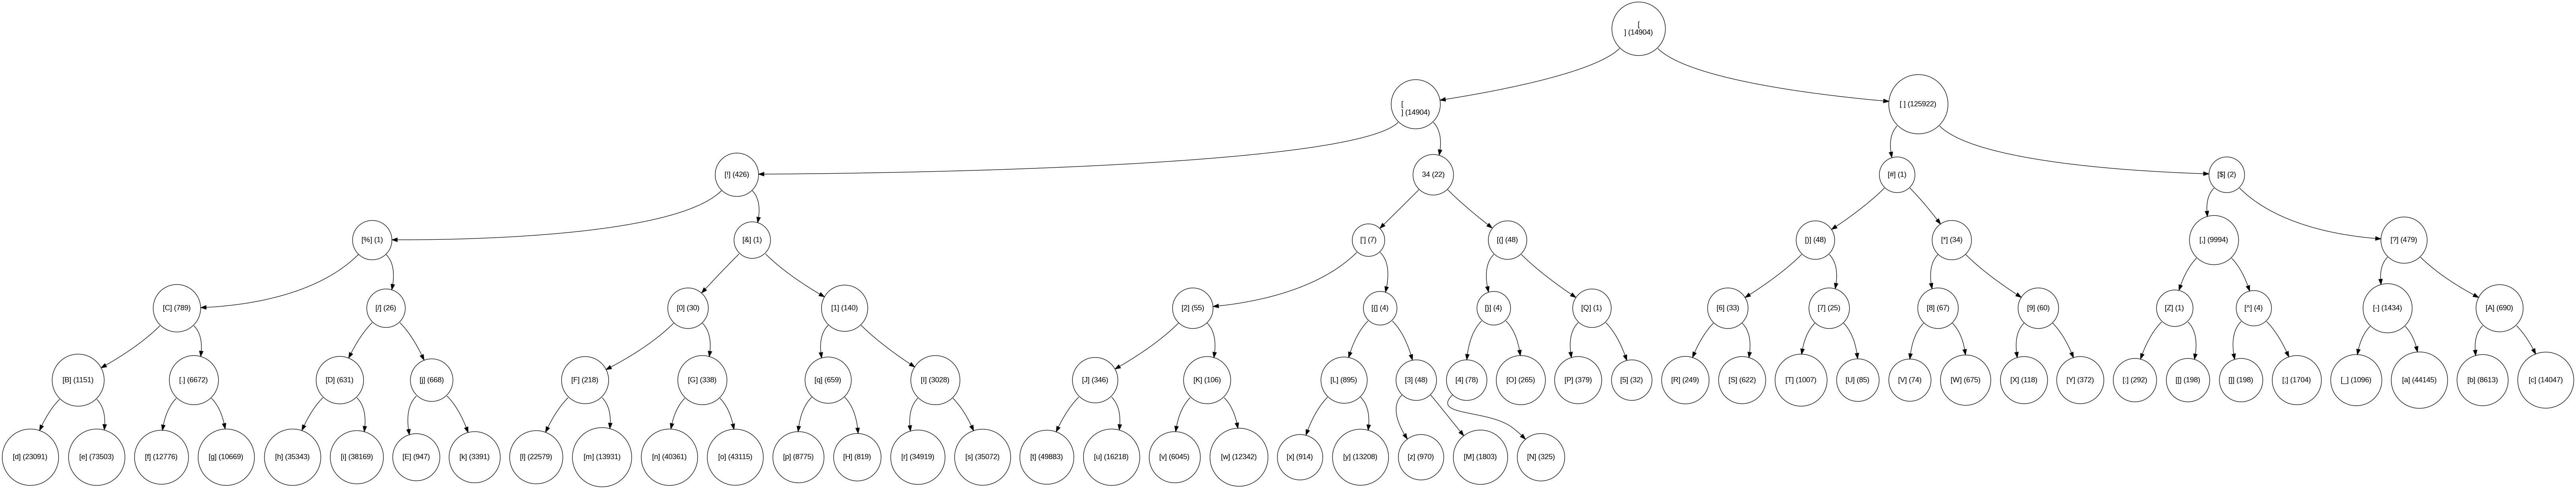 [
] (14904)
[
] (14904)
[ ] (125922)
[!] (426)
34 (22)
[#] (1)
[$] (2)
[%] (1)
[&] (1)
['] (7)
[(] (48)
[)] (48)
[*] (34)
[,] (9994)
[?] (479)
[C] (789)
[/] (26)
[0] (30)
[1] (140)
[2] (55)
[{] (4)
[}] (4)
[Q] (1)
[6] (33)
[7] (25)
[8] (67)
[9] (60)
[Z] (1)
[^] (4)
[-] (1434)
[A] (690)
[B] (1151)
[.] (6672)
[D] (631)
[j] (668)
[F] (218)
[G] (338)
[q] (659)
[I] (3028)
[J] (346)
[K] (106)
[L] (895)
[3] (48)
[4] (78)
[O] (265)
[P] (379)
[5] (32)
[R] (249)
[S] (622)
[T] (1007)
[U] (85)
[V] (74)
[W] (675)
[X] (118)
[Y] (372)
[:] (292)
[[] (198)
[]] (198)
[;] (1704)
[_] (1096)
[a] (44145)
[b] (8613)
[c] (14047)
[d] (23091)
[e] (73503)
[f] (12776)
[g] (10669)
[h] (35343)
[i] (38169)
[E] (947)
[k] (3391)
[l] (22579)
[m] (13931)
[n] (40361)
[o] (43115)
[p] (8775)
[H] (819)
[r] (34919)
[s] (35072)
[t] (49883)
[u] (16218)
[v] (6045)
[w] (12342)
[x] (914)
[y] (13208)
[z] (970)
[M] (1803)
[N] (325)